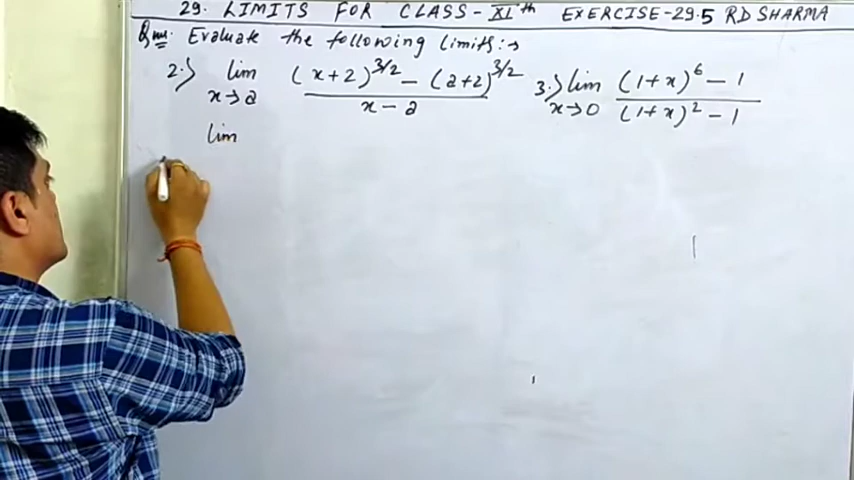 29. LIMITS FOR CLASS-XIth EXERCISE-29.5 RD SHARMA
Qus. Evaluate the following limits:→
2.) lim x→a ((x+2)^3/2 - (a+2)^3/2)/(x-a)
3.) lim x→0 ((1+x)^6 - 1)/((1+x)^2 - 1)
lim